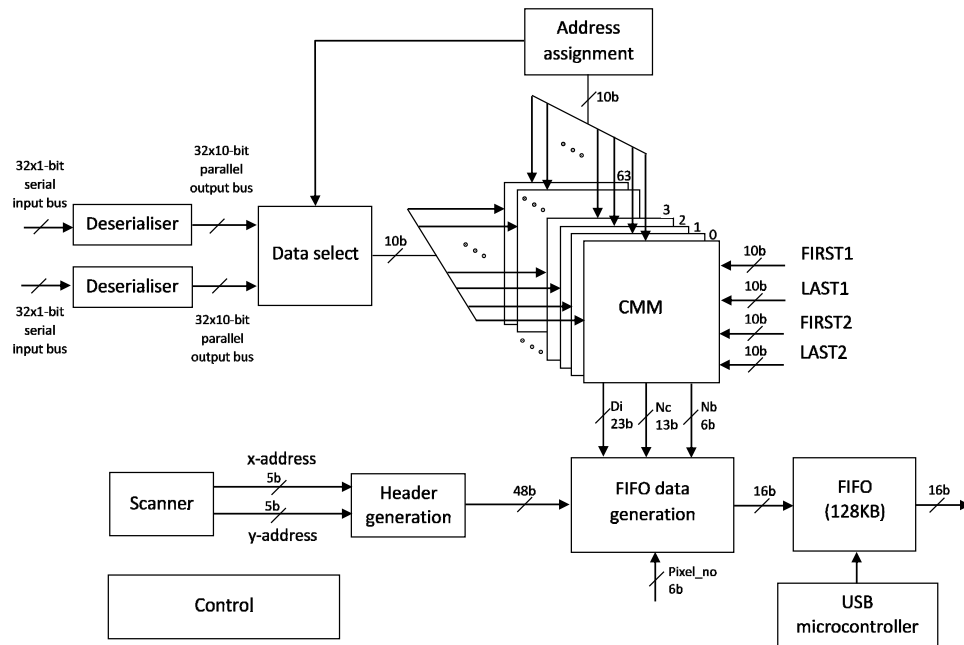 Address
assignment
10b
32x1-bit
serial
input bus
32x10-bit
parallel
output bus
63
3
2
1
0
Deserialiser
Data select
10b
10b
FIRST1
Deserialiser
CMM
10b
LAST1
10b
FIRST2
32x1-bit
serial
input bus
32x10-bit
parallel
output bus
10b
LAST2
Di
23b
Nc
13b
Nb
6b
x-address
5b
Scanner
5b
y-address
Header
generation
48b
FIFO data
generation
16b
FIFO
(128KB)
16b
Pixel_no
6b
Control
USB
microcontroller